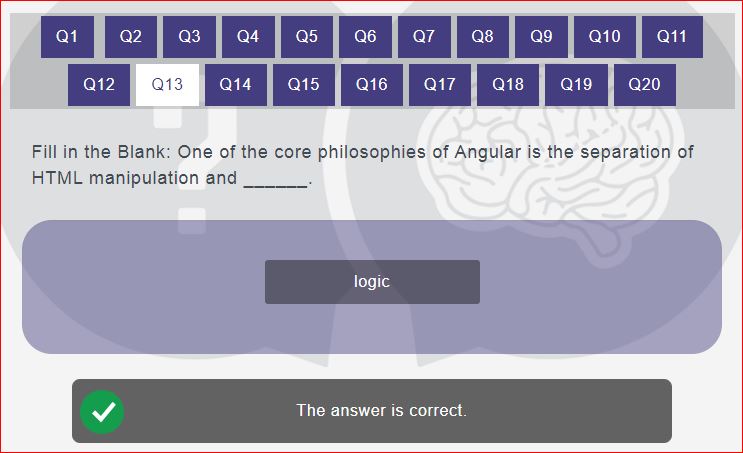 Q1 Q2 Q3 Q4 Q5 Q6 Q7 Q8 Q9 Q10 Q11
Q12 Q13 Q14 Q15 Q16 Q17 Q18 Q19 Q20
Fill in the Blank: One of the core philosophies of Angular is the separation of
HTML manipulation and ______.
logic
The answer is correct.